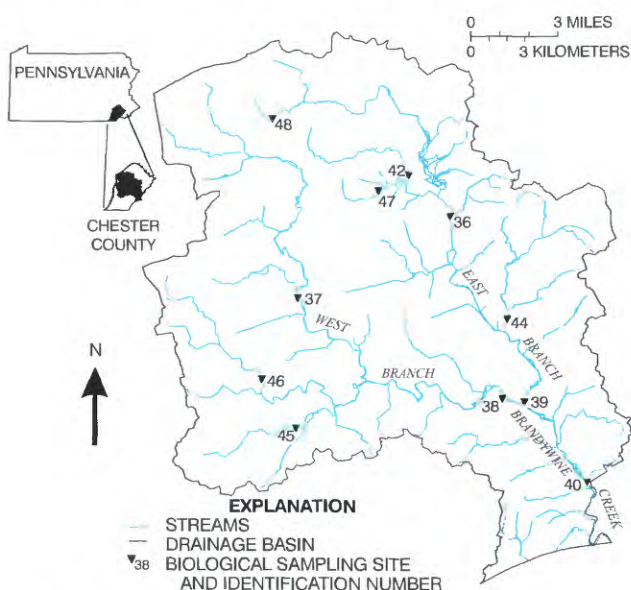 0 3 MILES
0 3 KILOMETERS
PENNSYLVANIA
CHESTER
COUNTY
48
42
47
36
EAST
37
WEST
44
BRANCH
BRANCH
46
38
39
45
BRANDYWINE
40
CREEK
N
EXPLANATION
STREAMS
DRAINAGE BASIN
38 BIOLOGICAL SAMPLING SITE
AND IDENTIFICATION NUMBER